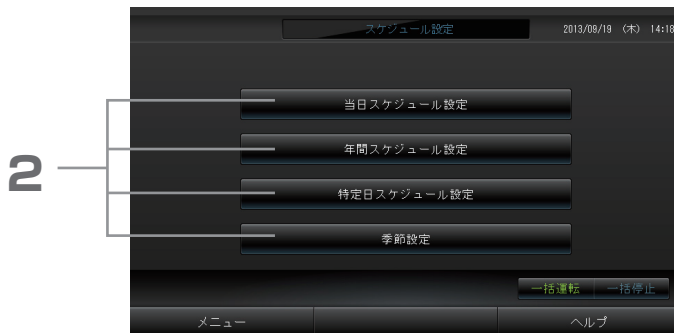 スケジュール設定 2013/09/19 (木) 14:18
当日スケジュール設定
2
年間スケジュール設定
特定日スケジュール設定
季節設定
一括運転 一括停止
メニュー ヘルプ